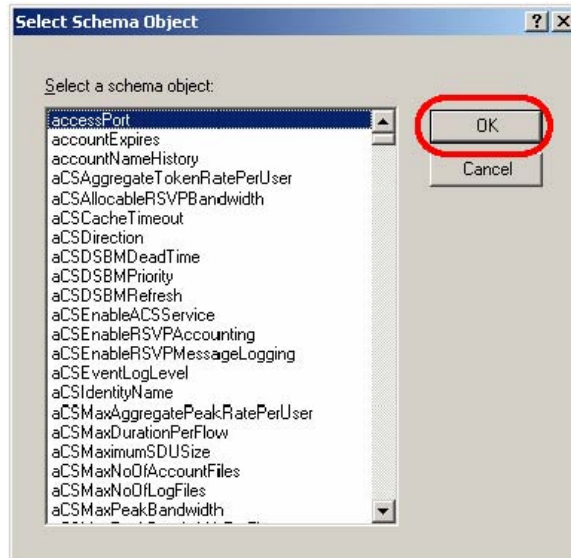 Select Schema Object
Select a schema object:
accessPort
accountExpires
accountNameHistory
aCSAggregateTokenRatePerUser
aCSAllocableRSVPBandwidth
aCSCacheTimeout
aCSDirection
aCSDSBMDeadTime
aCSDSBMPriority
aCSDSBMRefresh
aCSEnableACSService
aCSEnableRSVPAccounting
aCSEnableRSVPMessageLogging
aCSEventLogLevel
aCSIdentityName
aCSMaxAggregatePeakRatePerUser
aCSMaxDurationPerFlow
aCSMaximumSDUSize
aCSMaxNoOfAccountFiles
aCSMaxNoOfLogFiles
aCSMaxPeakBandwidth
OK
Cancel